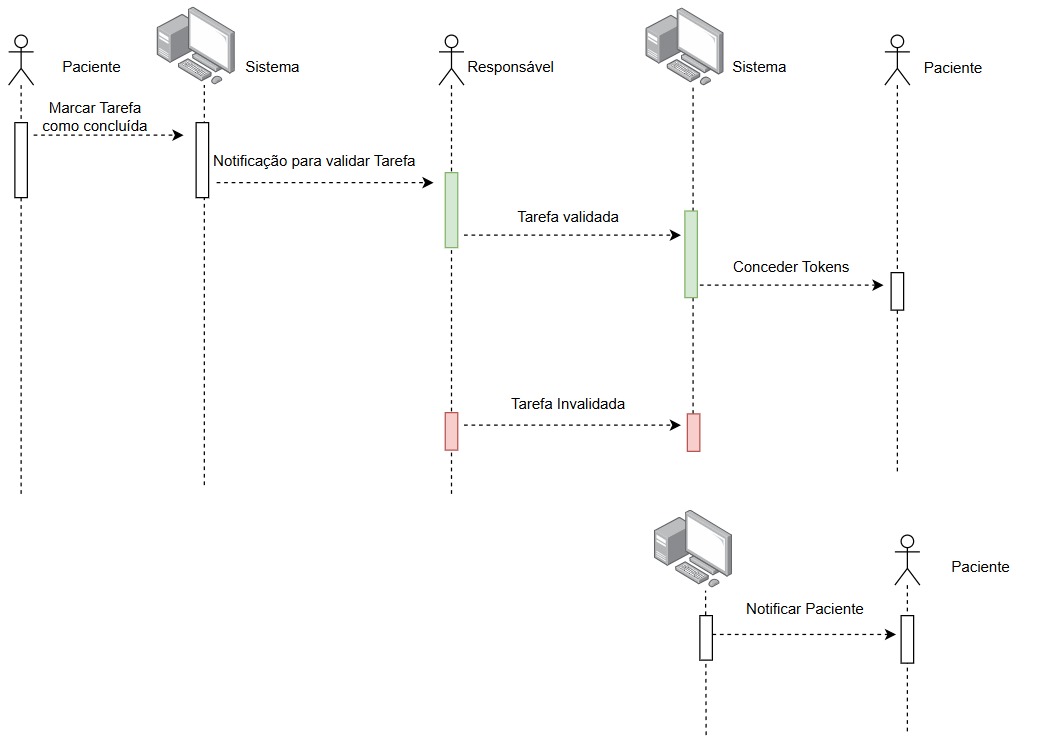 Paciente
Sistema
Responsável
Sistema
Paciente
Marcar Tarefa
como concluída
Notificação para validar Tarefa
Tarefa validada
Conceder Tokens
Tarefa Invalidada
Paciente
Notificar Paciente